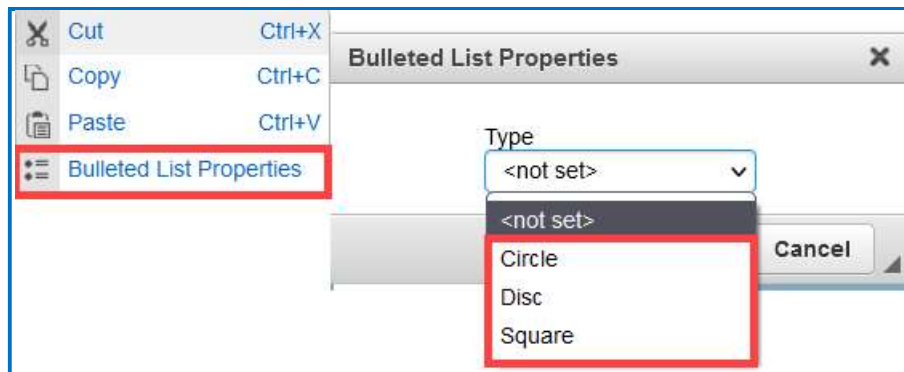 Cut Ctrl+X
Copy Ctrl+C
Paste Ctrl+V
Bulleted List Properties
Bulleted List Properties
Type
<not set>
<not set>
Circle
Disc
Square
Cancel